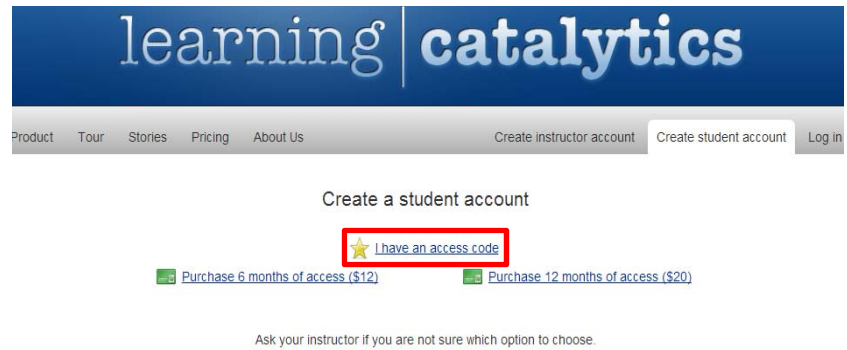 learning catalytics
Product Tour Stories Pricing About Us Create instructor account Create student account Log in
Create a student account
I have an access code
Purchase 6 months of access ($12) Purchase 12 months of access ($20)
Ask your instructor if you are not sure which option to choose.